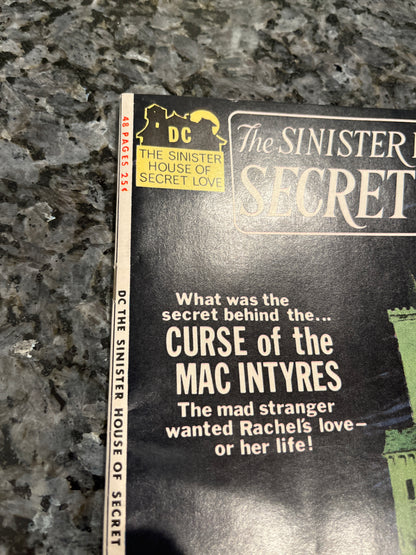 48 PAGES 25¢
DC THE SINISTER HOUSE OF SECRET
DC
THE SINISTER
HOUSE OF
SECRET LOVE
The SINISTER
SECRET
What was the
secret behind the...
CURSE of the
MAC INTYRES
The mad stranger
wanted Rachel's love—
or her life!